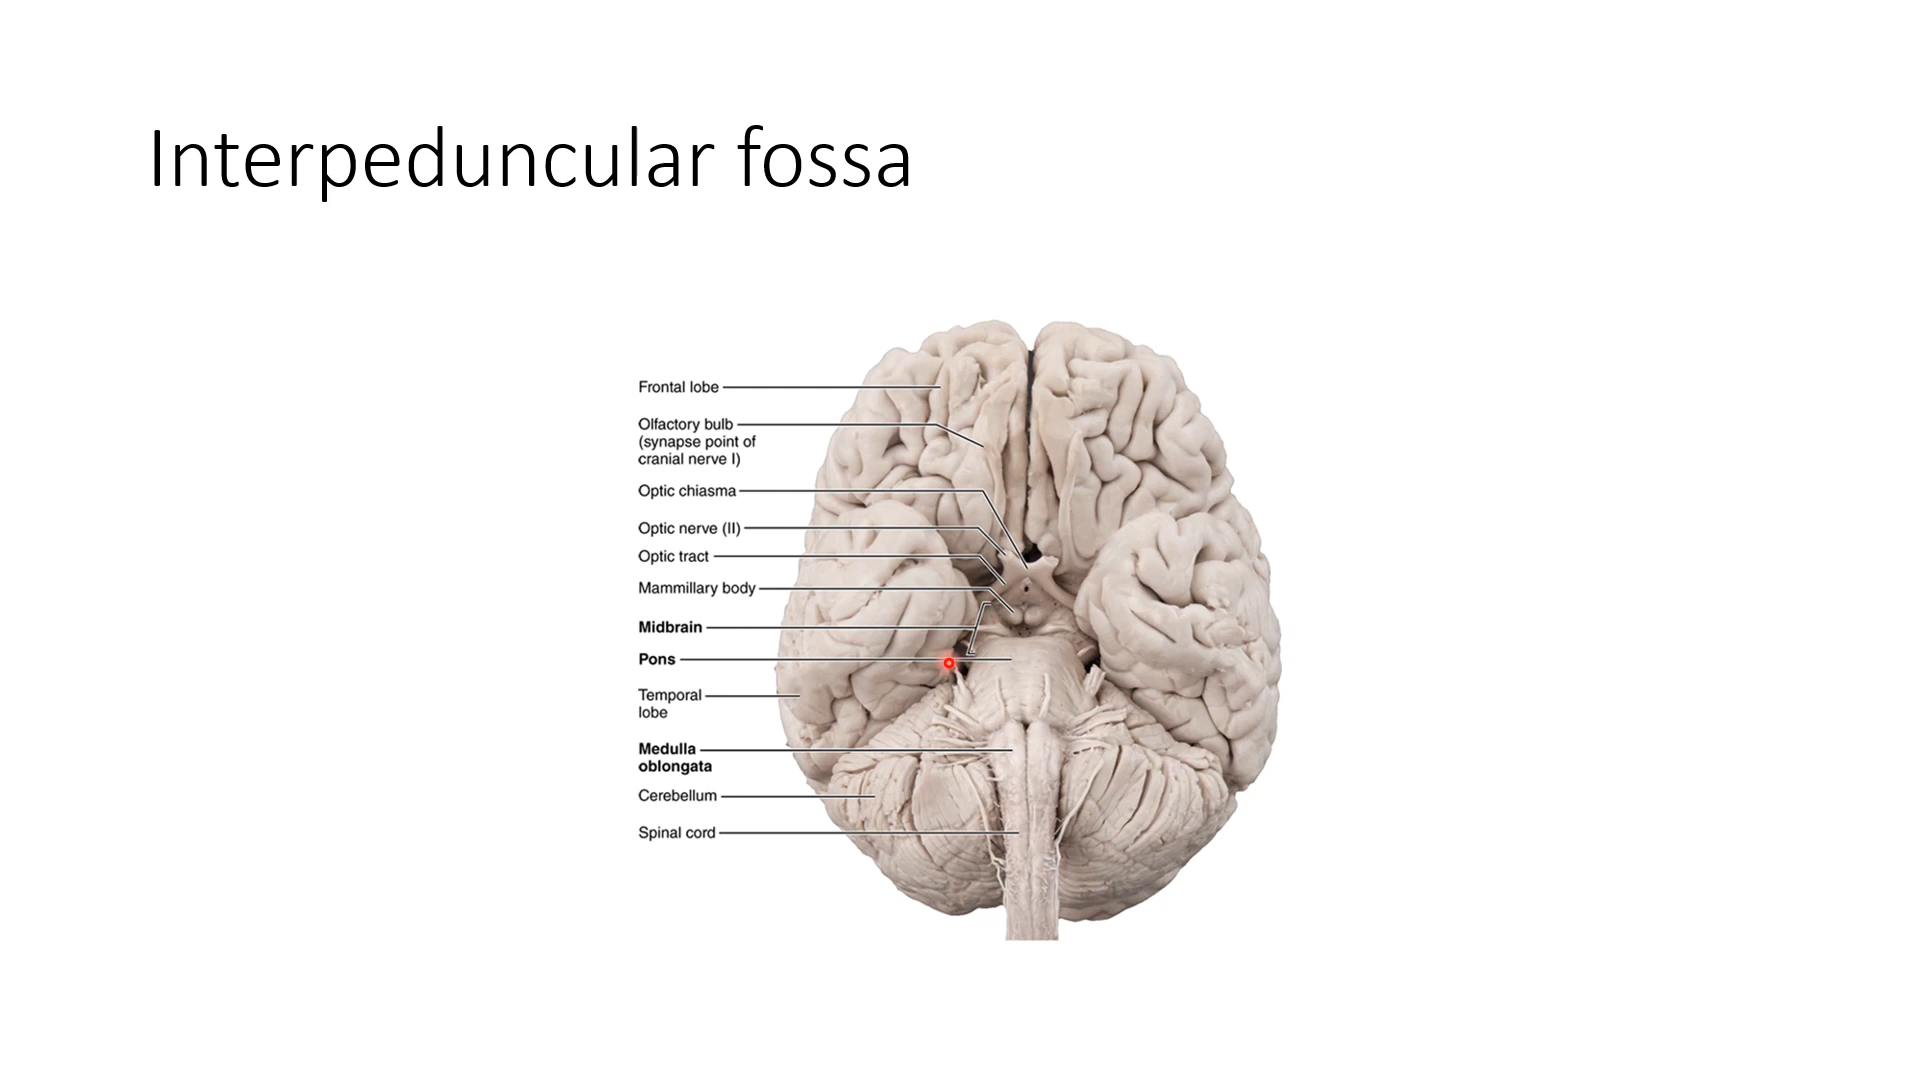 Interpeduncular fossa
Frontal lobe
Olfactory bulb
(synapse point of
cranial nerve I)
Optic chiasma
Optic nerve (II)
Optic tract
Mammillary body
Midbrain
Pons
Temporal
lobe
Medulla
oblongata
Cerebellum
Spinal cord